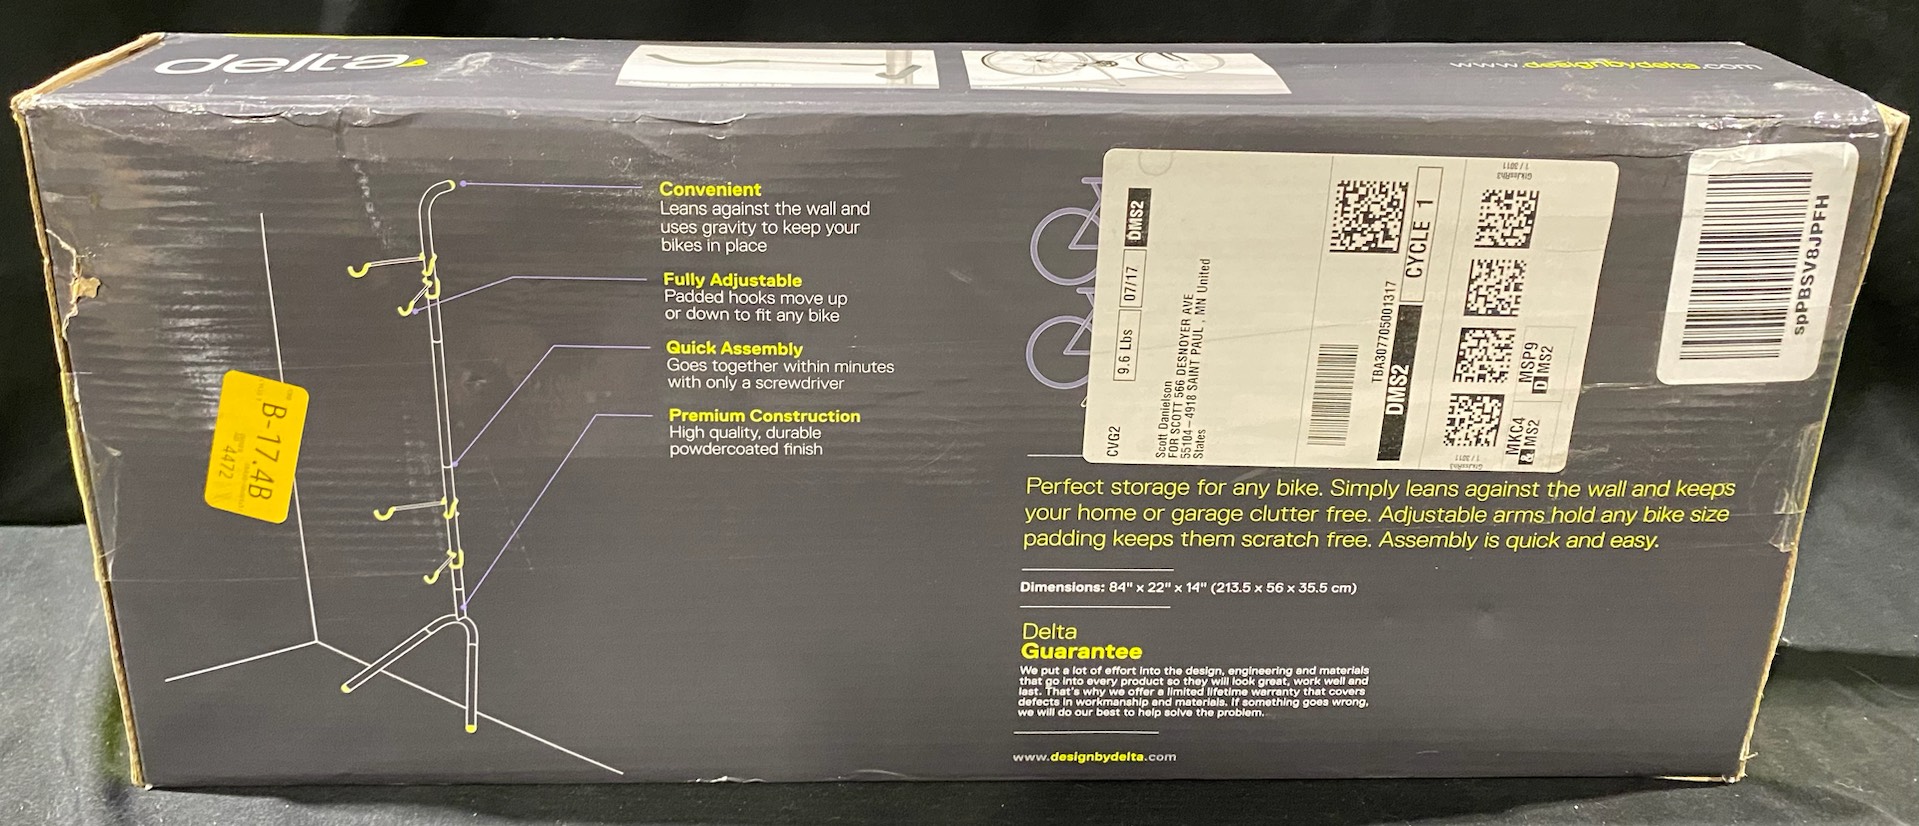 delta
www.designbydelta.com
Convenient
Leans against the wall and
uses gravity to keep your
bikes in place
Fully Adjustable
Padded hooks move up
or down to fit any bike
Quick Assembly
Goes together within minutes
with only a screwdriver
Premium Construction
High quality, durable
powdercoated finish
B-17.4B
4472
CVG2
9.6 Lbs
07/17
DMS2
Scott Danielson
FOR SCOTT 566 DESNOYER AVE
55104-4918 SAINT PAUL , MN United
States
TBA307705001317
DMS2
CYCLE 1
1 / 3011
MKC4
& MS2
MSP9
D MS2
1 / 3011
spPBSV8JPFH
Perfect storage for any bike. Simply leans against the wall and keeps
your home or garage clutter free. Adjustable arms hold any bike size
padding keeps them scratch free. Assembly is quick and easy.
Dimensions: 84" x 22" x 14" (213.5 x 56 x 35.5 cm)
Delta
Guarantee
We put a lot of effort into the design, engineering and materials
that go into every product so they will look great, work well and
last. That's why we offer a limited lifetime warranty that covers
defects in workmanship and materials. If something goes wrong,
we will do our best to help solve the problem.
www.designbydelta.com